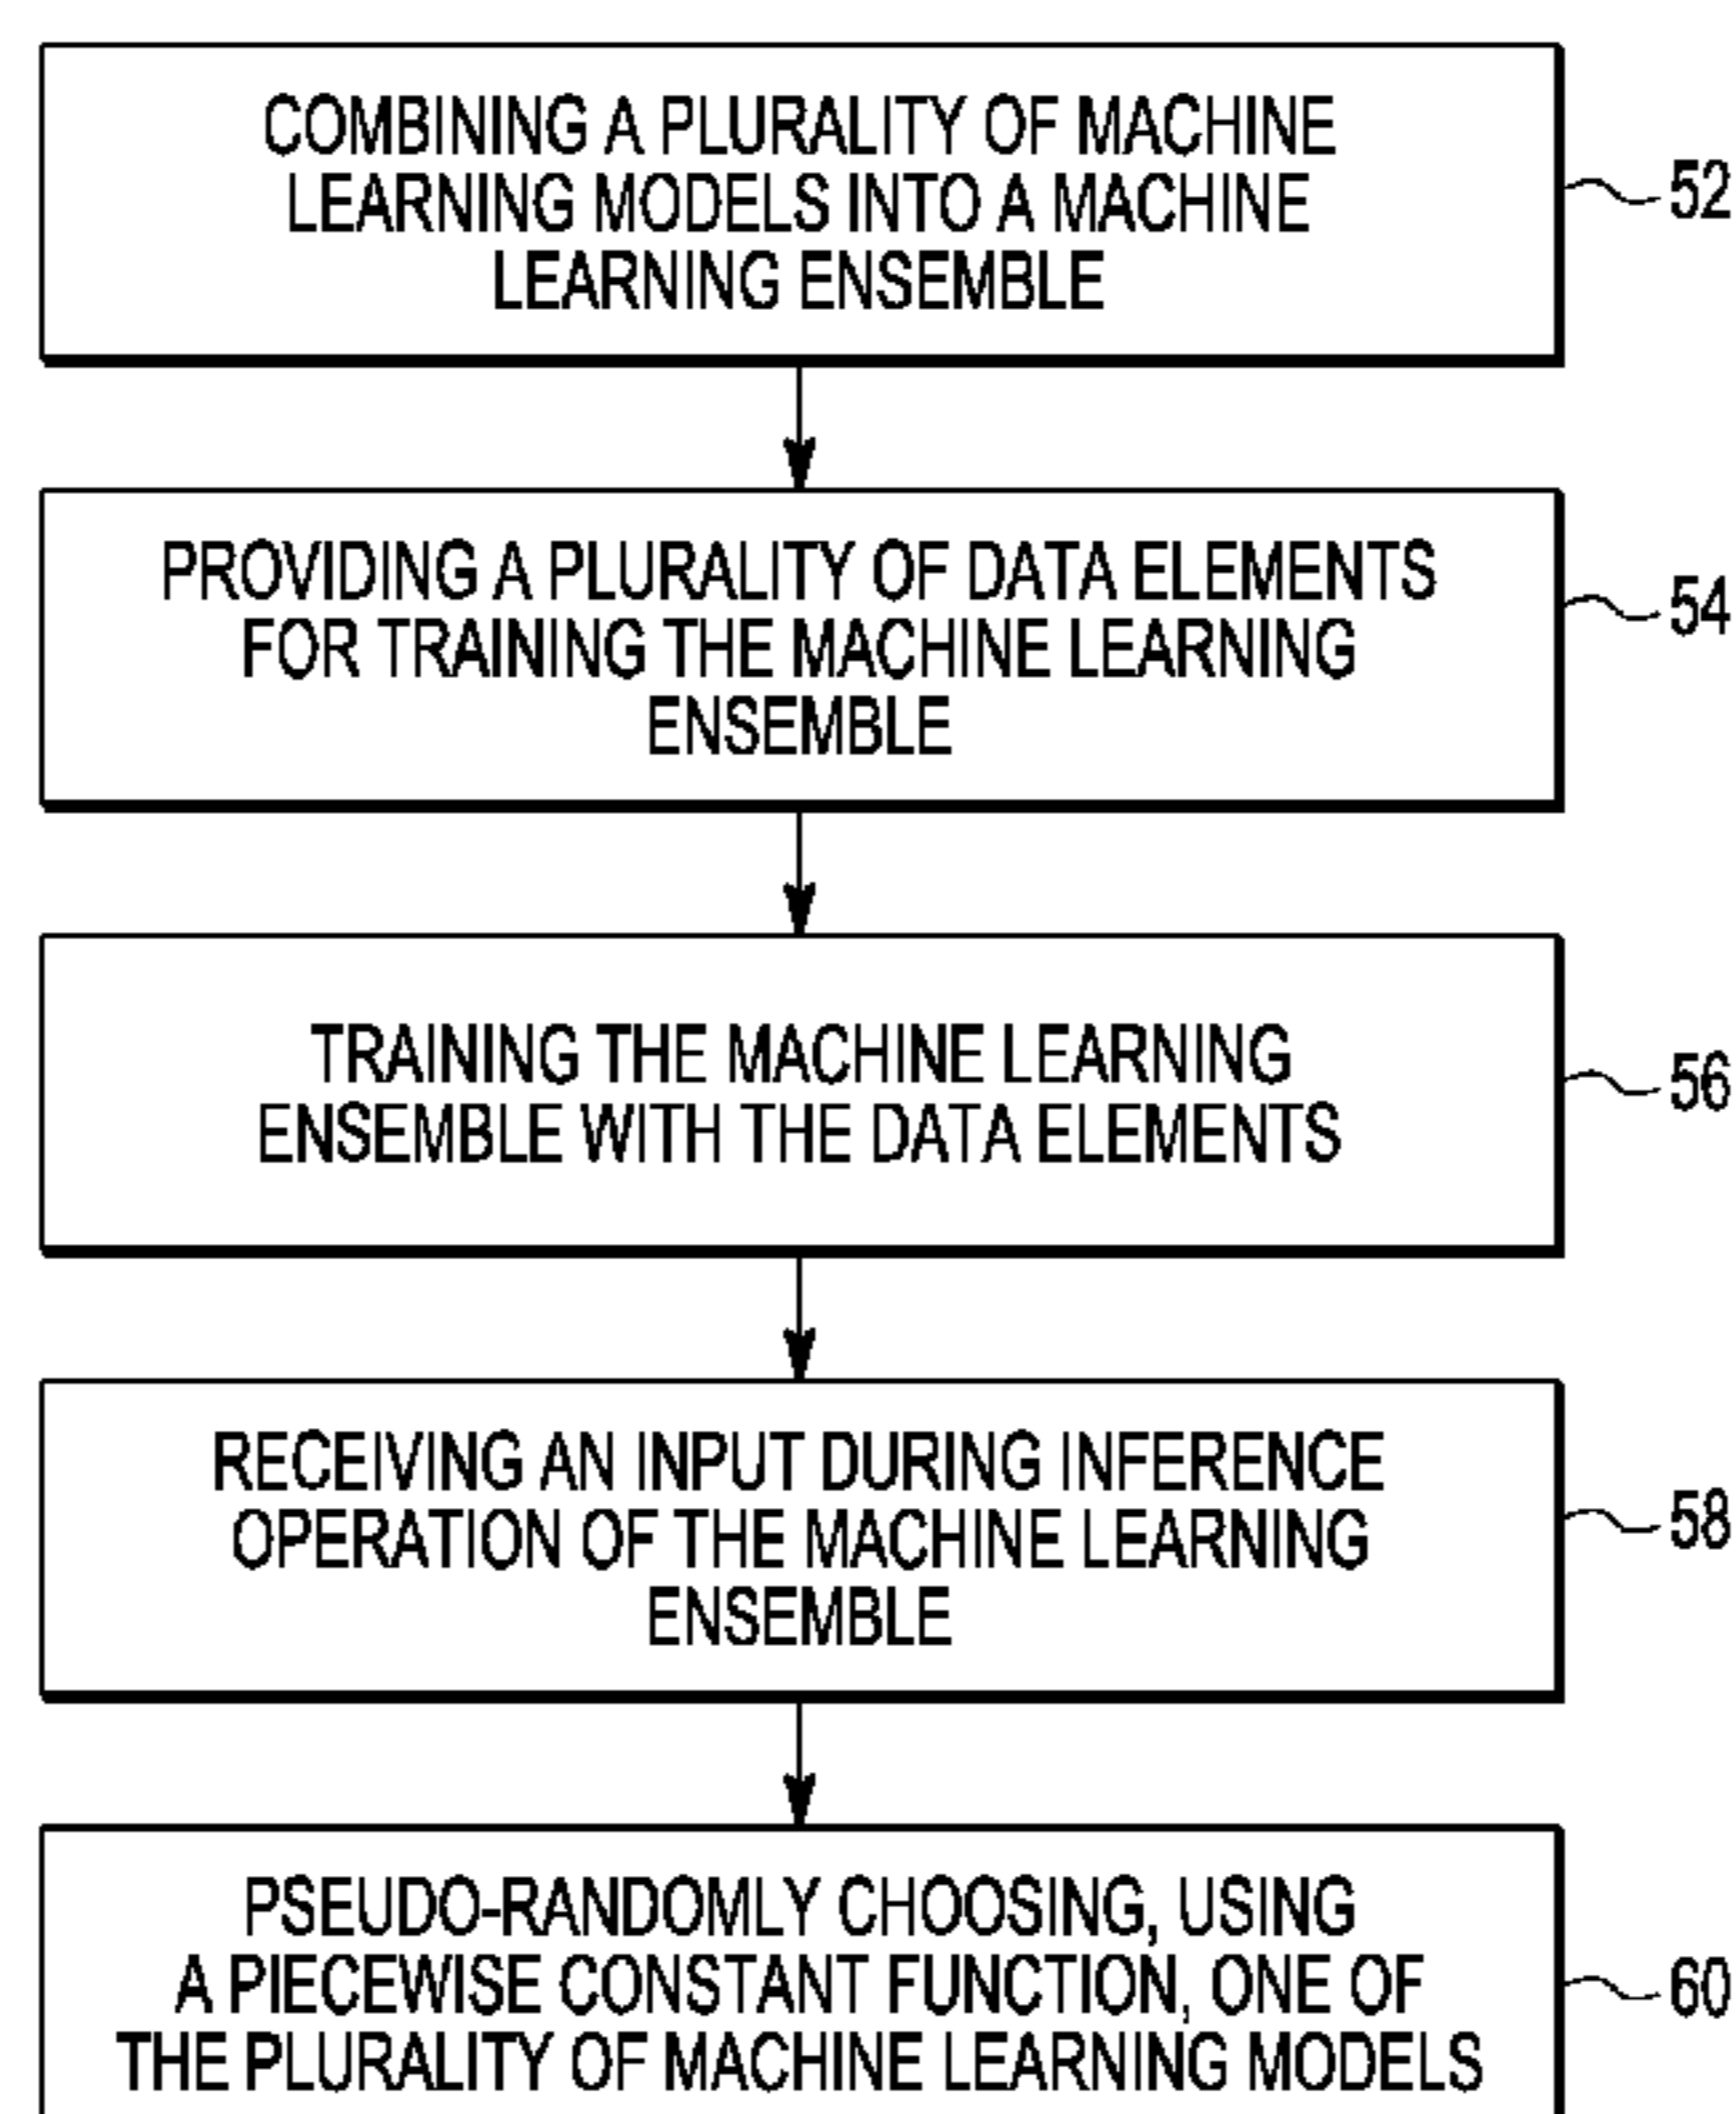 COMBINING A PLURALITY OF MACHINE
LEARNING MODELS INTO A MACHINE
LEARNING ENSEMBLE
52
PROVIDING A PLURALITY OF DATA ELEMENTS
FOR TRAINING THE MACHINE LEARNING
ENSEMBLE
54
TRAINING THE MACHINE LEARNING
ENSEMBLE WITH THE DATA ELEMENTS
56
RECEIVING AN INPUT DURING INFERENCE
OPERATION OF THE MACHINE LEARNING
ENSEMBLE
58
PSEUDO-RANDOMLY CHOOSING, USING
A PIECEWISE CONSTANT FUNCTION, ONE OF
THE PLURALITY OF MACHINE LEARNING MODELS
60